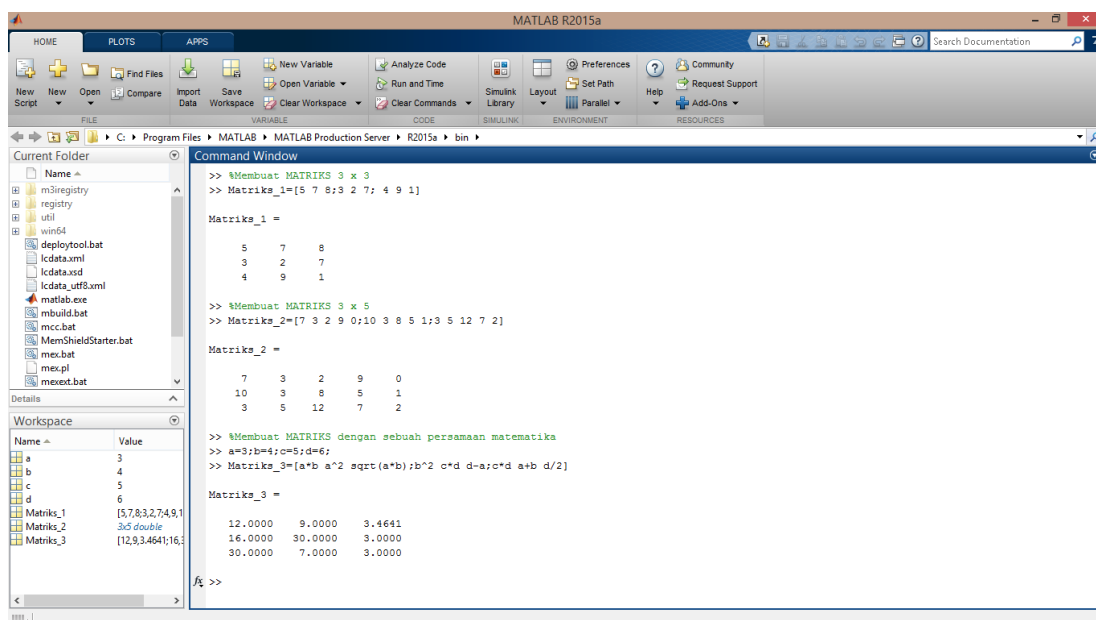 MATLAB R2015a
HOME PLOTS APPS
Search Documentation
New Script
New
Open
Find Files
Compare
Import Data
Save Workspace
New Variable
Open Variable
Clear Workspace
Analyze Code
Run and Time
Clear Commands
Simulink Library
Layout
Preferences
Set Path
Parallel
Help
Community
Request Support
Add-Ons
FILE VARIABLE CODE SIMULINK ENVIRONMENT RESOURCES
C: Program Files MATLAB MATLAB Production Server R2015a bin
Current Folder
Name
m3iregistry
registry
util
win64
deploytool.bat
lcdata.xml
lcdata.xsd
lcdata_utf8.xml
matlab.exe
mbuild.bat
mcc.bat
MemShieldStarter.bat
mex.bat
mex.pl
mexext.bat
Details
Workspace
Name Value
a 3
b 4
c 5
d 6
Matriks_1 [5,7,8;3,2,7;4,9,1
Matriks_2 3x5 double
Matriks_3 [12,9,3.4641;16,3
Command Window
>> %Membuat MATRIKS 3 x 3
>> Matriks_1=[5 7 8;3 2 7; 4 9 1]
Matriks_1 =
5 7 8
3 2 7
4 9 1
>> %Membuat MATRIKS 3 x 5
>> Matriks_2=[7 3 2 9 0;10 3 8 5 1;3 5 12 7 2]
Matriks_2 =
7 3 2 9 0
10 3 8 5 1
3 5 12 7 2
>> %Membuat MATRIKS dengan sebuah persamaan matematika
>> a=3;b=4;c=5;d=6;
>> Matriks_3=[a*b a^2 sqrt(a*b);b^2 c*d d-a;c*d a+b d/2]
Matriks_3 =
12.0000 9.0000 3.4641
16.0000 30.0000 3.0000
30.0000 7.0000 3.0000
fx >>